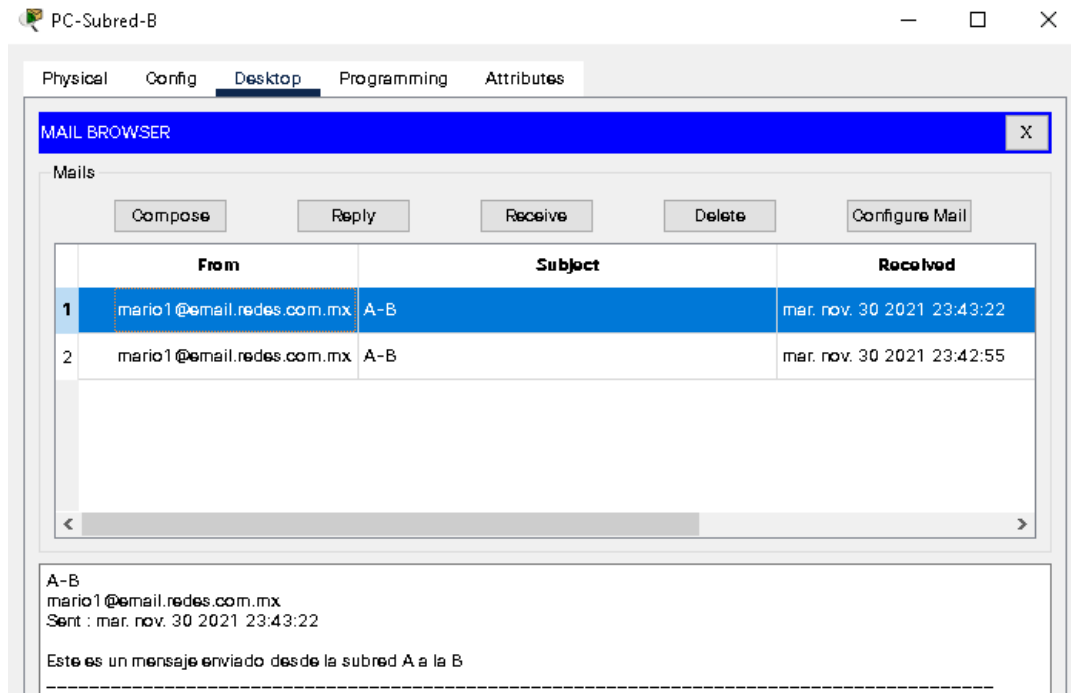 PC-Subred-B
Physical Config Desktop Programming Attributes
MAIL BROWSER X
Mails
Compose Reply Receive Delete Configure Mail
From Subject Received
1 mario1@email.redes.com.mx A-B mar. nov. 30 2021 23:43:22
2 mario1@email.redes.com.mx A-B mar. nov. 30 2021 23:42:55
A-B
mario1@email.redes.com.mx
Sent : mar. nov. 30 2021 23:43:22
Este es un mensaje enviado desde la subred A a la B